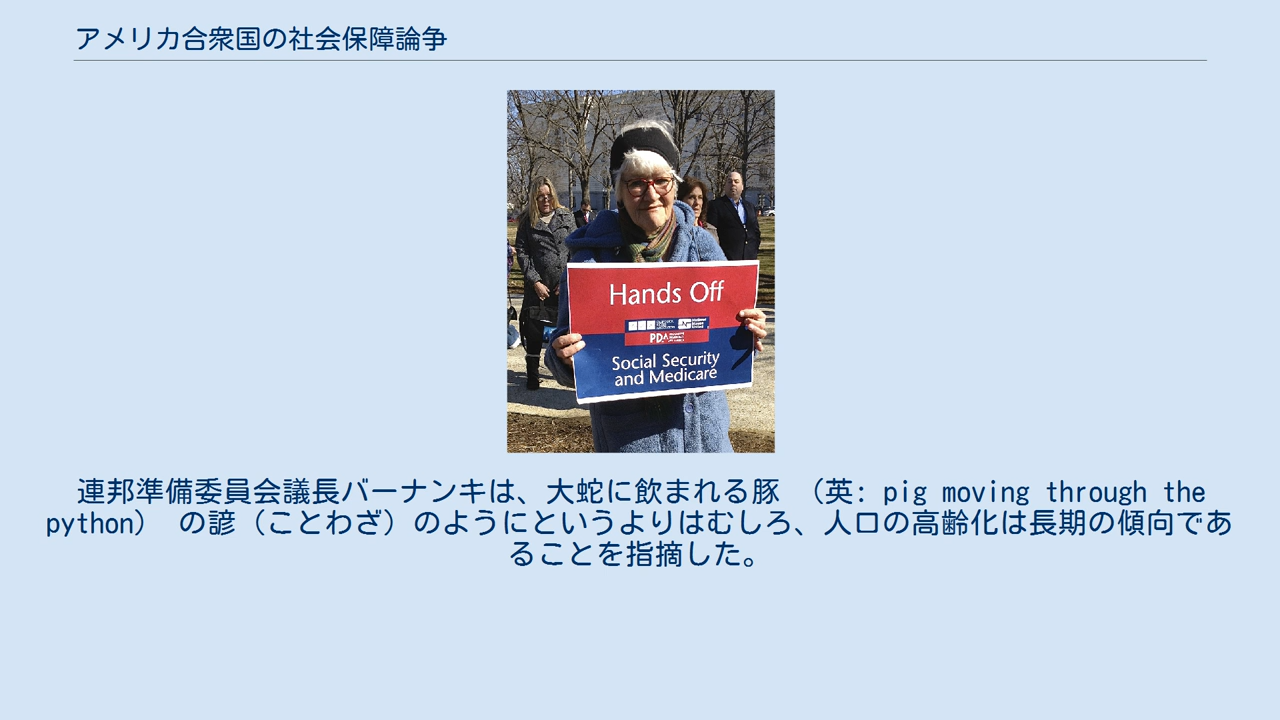 アメリカ合衆国の社会保障論争
Hands Off
PDA
Social Security
and Medicare
連邦準備委員会議長バーナンキは、大蛇に飲まれる豚 （英: pig moving through the
python） の諺（ことわざ）のようにというよりはむしろ、人口の高齢化は長期の傾向であ
ることを指摘した。